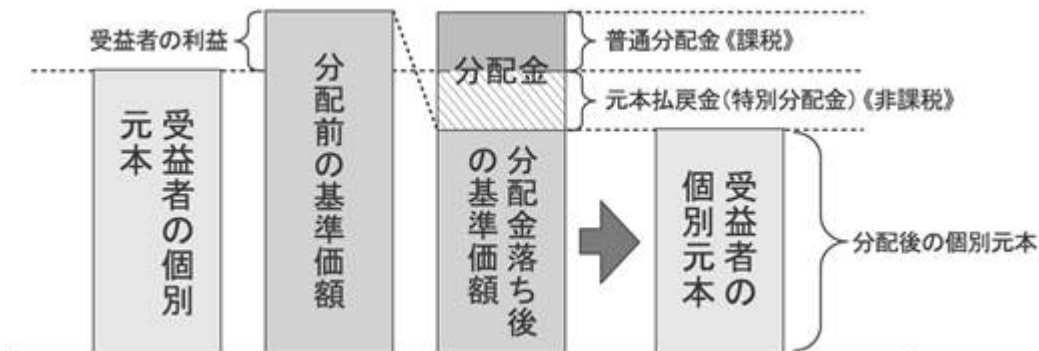 受益者の利益
受益者の個別
元本
分配前の基準価額
分配金
分配金落ち後
の基準価額
普通分配金《課税》
元本払戻金(特別分配金)《非課税》
受益者の
個別元本
分配後の個別元本